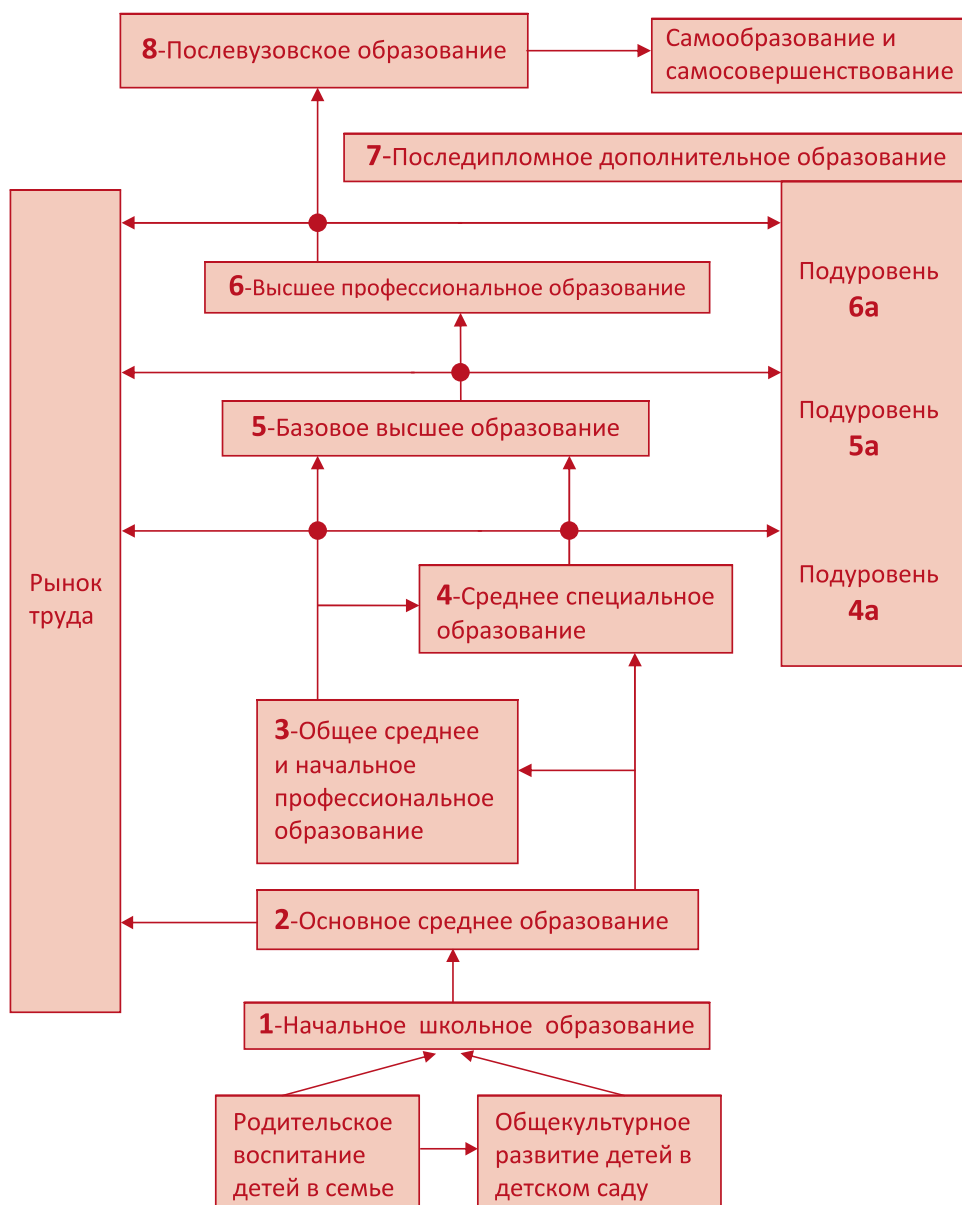 8-Послевузовское образование
Самообразование и
самосовершенствование
7-Последипломное дополнительное образование
6-Высшее профессиональное образование
Подуровень
6а
5-Базовое высшее образование
Подуровень
5а
Рынок
труда
4-Среднее специальное
образование
Подуровень
4а
3-Общее среднее
и начальное
профессиональное
образование
2-Основное среднее образование
1-Начальное школьное образование
Родительское
воспитание
детей в семье
Общекультурное
развитие детей в
детском саду